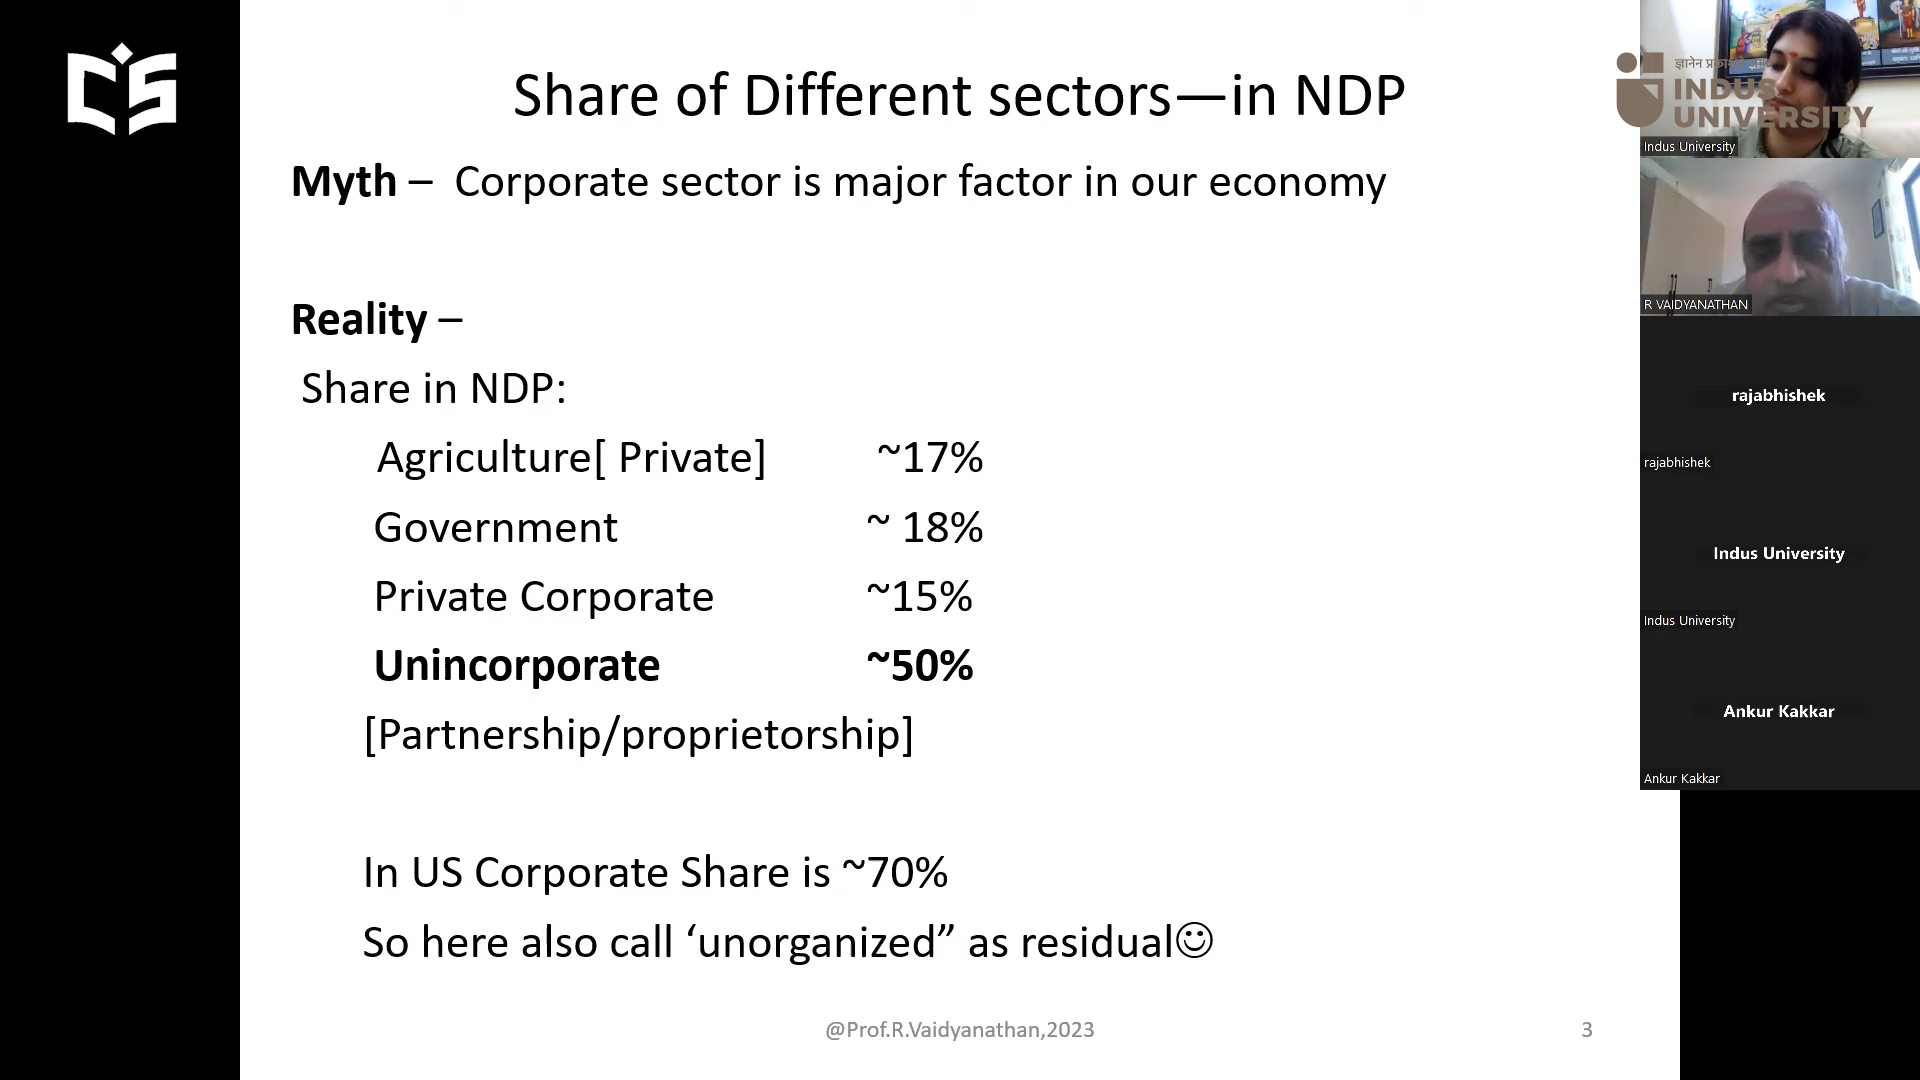 Share of Different sectors—in NDP
Myth – Corporate sector is major factor in our economy
Reality –
Share in NDP:
Agriculture[ Private] ~17%
Government ~ 18%
Private Corporate ~15%
Unincorporate ~50%
[Partnership/proprietorship]
In US Corporate Share is ~70%
So here also call ‘unorganized” as residual☺
@Prof.R.Vaidyanathan,2023
3
CIS
ज्ञानेन
INDUS
UNIVERSITY
Indus University
R VAIDYANATHAN
rajabhishek
rajabhishek
Indus University
Indus University
Ankur Kakkar
Ankur Kakkar